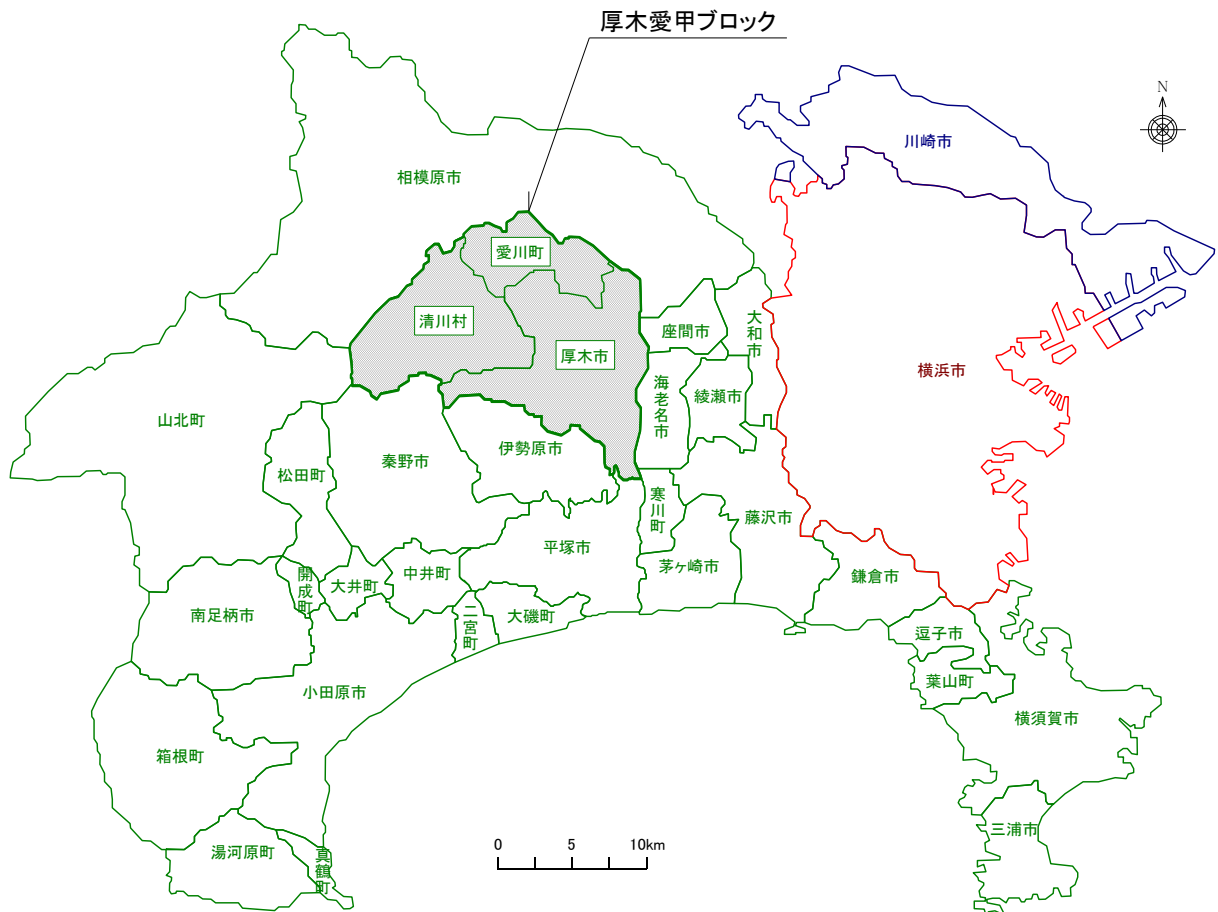 厚木愛甲ブロック
N
川崎市
相模原市
愛川町
清川村
座間市
大和市
厚木市
横浜市
海老名市
綾瀬市
山北町
伊勢原市
秦野市
松田町
寒川町
藤沢市
平塚市
茅ヶ崎市
中井町
大井町
開成町
鎌倉市
南足柄市
二宮町
大磯町
逗子市
葉山町
小田原市
横須賀市
箱根町
三浦市
湯河原町
真鶴町
0 5 10km